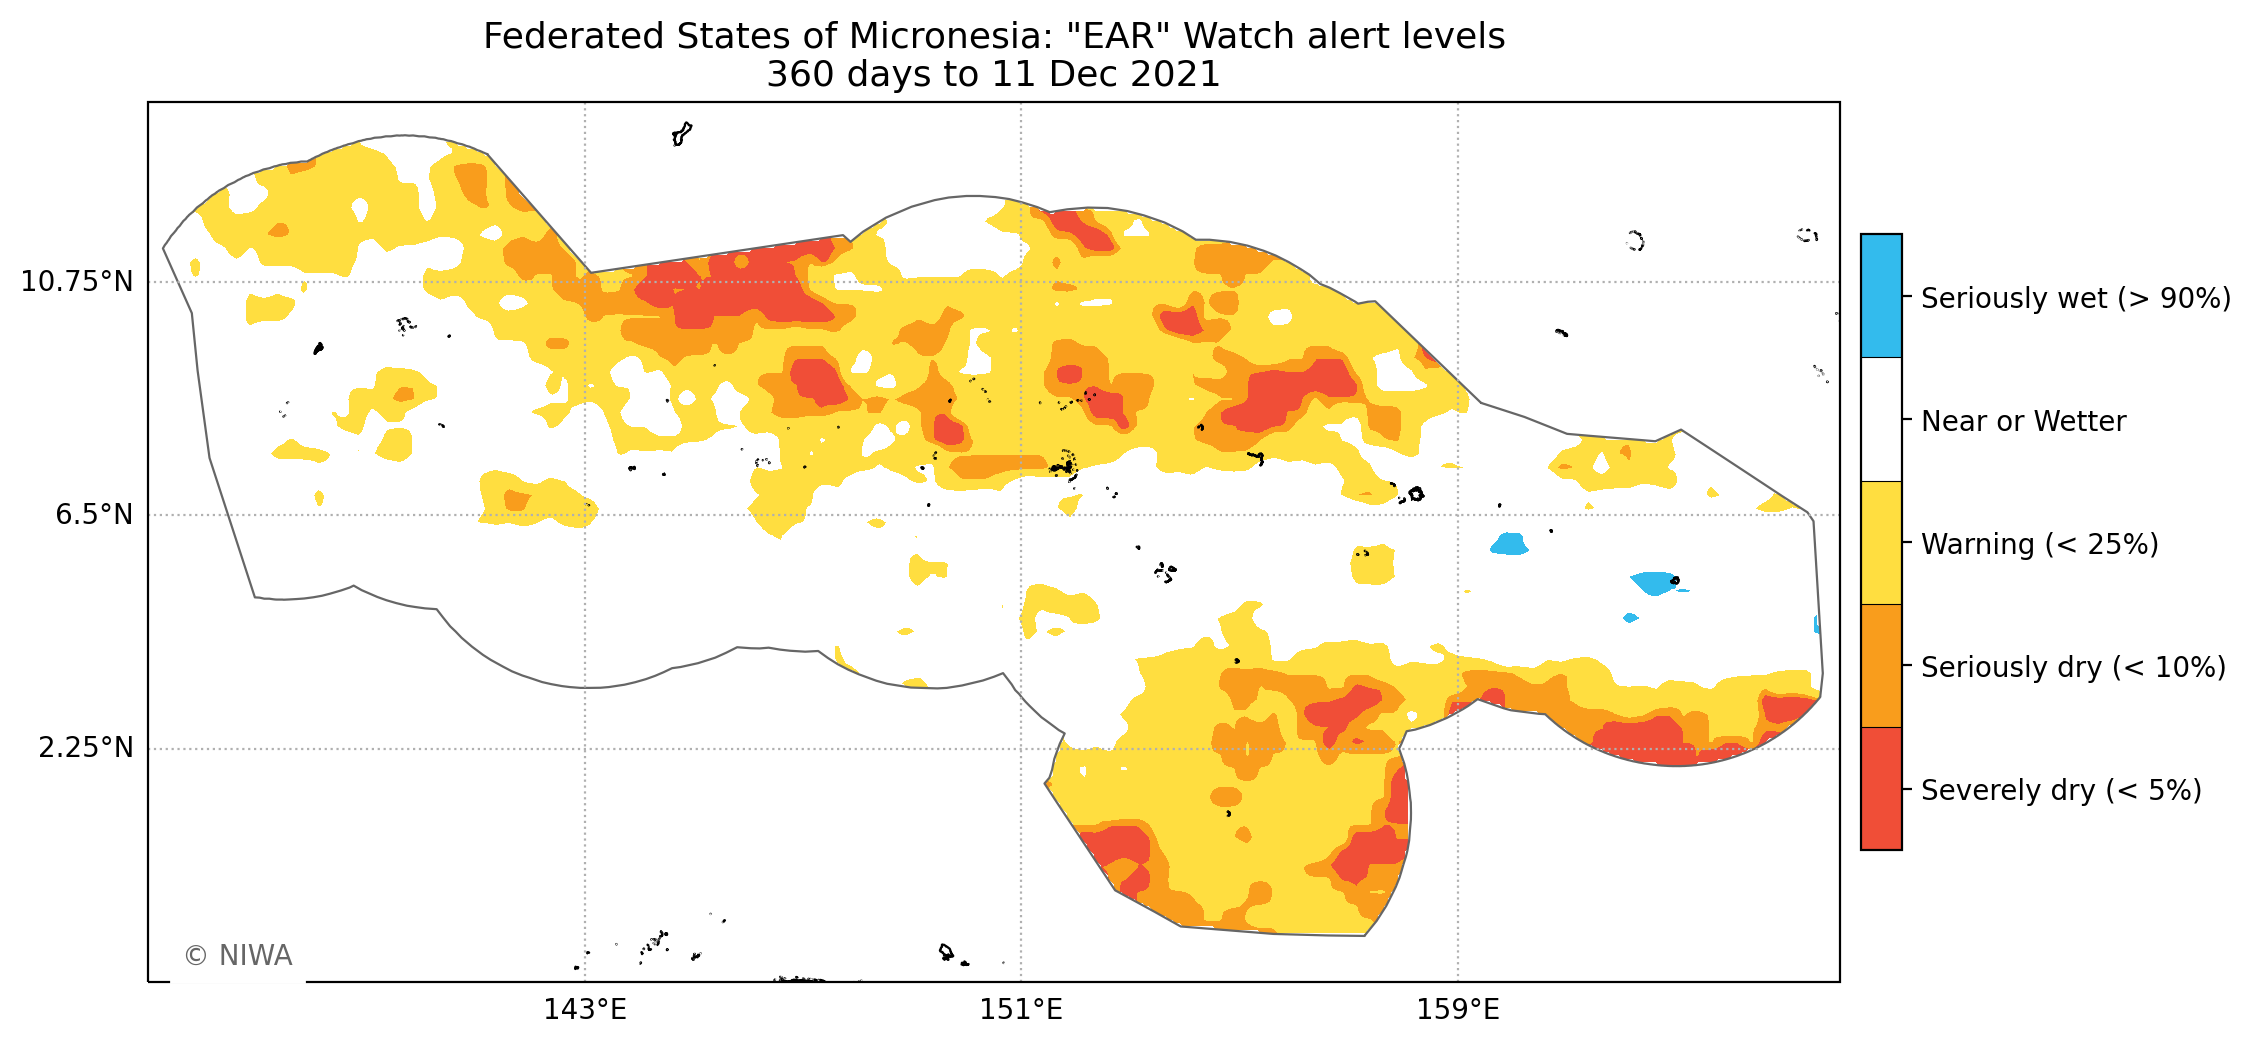 Federated States of Micronesia: "EAR" Watch alert levels
360 days to 11 Dec 2021
10.75°N
6.5°N
2.25°N
143°E
151°E
159°E
Seriously wet (> 90%)
Near or Wetter
Warning (< 25%)
Seriously dry (< 10%)
Severely dry (< 5%)
© NIWA